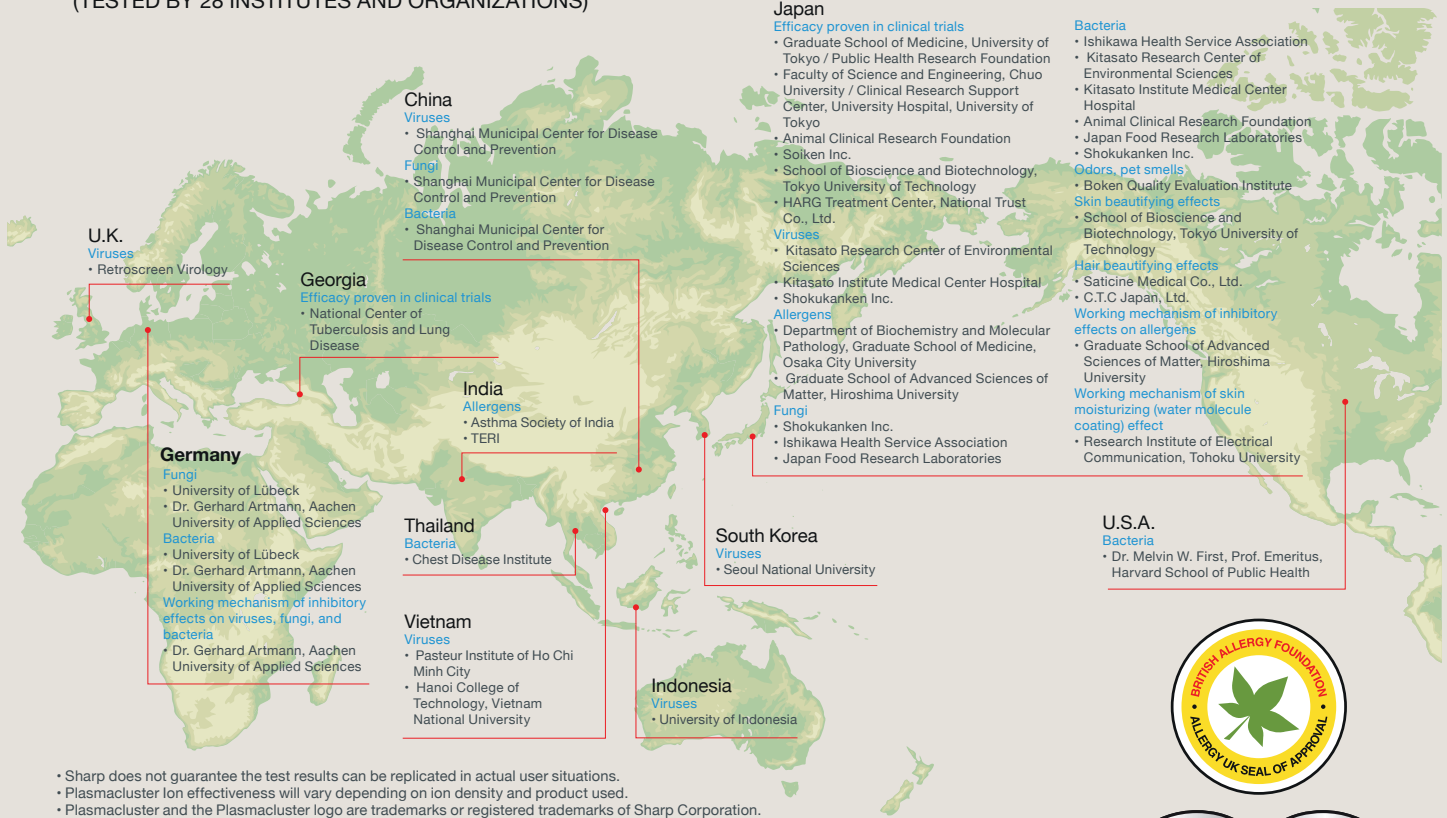 (TESTED BY 28 INSTITUTES AND ORGANIZATIONS)
China
Viruses
• Shanghai Municipal Center for Disease
Control and Prevention
Fungi
• Shanghai Municipal Center for Disease
Control and Prevention
Bacteria
• Shanghai Municipal Center for
Disease Control and Prevention
U.K.
Viruses
• Retroscreen Virology
Georgia
Efficacy proven in clinical trials
• National Center of
Tuberculosis and Lung
Disease
India
Allergens
• Asthma Society of India
• TERI
Germany
Fungi
• University of Lübeck
• Dr. Gerhard Artmann, Aachen
University of Applied Sciences
Bacteria
• University of Lübeck
• Dr. Gerhard Artmann, Aachen
University of Applied Sciences
Working mechanism of inhibitory
effects on viruses, fungi, and
bacteria
• Dr. Gerhard Artmann, Aachen
University of Applied Sciences
Thailand
Bacteria
• Chest Disease Institute
Vietnam
Viruses
• Pasteur Institute of Ho Chi
Minh City
• Hanoi College of
Technology, Vietnam
National University
Japan
Efficacy proven in clinical trials
• Graduate School of Medicine, University of
Tokyo / Public Health Research Foundation
• Faculty of Science and Engineering, Chuo
University / Clinical Research Support
Center, University Hospital, University of
Tokyo
• Animal Clinical Research Foundation
• Soiken Inc.
• School of Bioscience and Biotechnology,
Tokyo University of Technology
• HARG Treatment Center, National Trust
Co., Ltd.
Viruses
• Kitasato Research Center of Environmental
Sciences
• Kitasato Institute Medical Center Hospital
• Shokukanken Inc.
Allergens
• Department of Biochemistry and Molecular
Pathology, Graduate School of Medicine,
Osaka City University
• Graduate School of Advanced Sciences of
Matter, Hiroshima University
Fungi
• Shokukanken Inc.
• Ishikawa Health Service Association
• Japan Food Research Laboratories
Bacteria
• Ishikawa Health Service Association
• Kitasato Research Center of
Environmental Sciences
• Kitasato Institute Medical Center
Hospital
• Animal Clinical Research Foundation
• Japan Food Research Laboratories
• Shokukanken Inc.
Odors, pet smells
• Boken Quality Evaluation Institute
Skin beautifying effects
• School of Bioscience and
Biotechnology, Tokyo University of
Technology
Hair beautifying effects
• Saticine Medical Co., Ltd.
• C.T.C Japan, Ltd.
Working mechanism of inhibitory
effects on allergens
• Graduate School of Advanced
Sciences of Matter, Hiroshima
University
Working mechanism of skin
moisturizing (water molecule
coating) effect
• Research Institute of Electrical
Communication, Tohoku University
South Korea
Viruses
• Seoul National University
Indonesia
Viruses
• University of Indonesia
U.S.A.
Bacteria
• Dr. Melvin W. First, Prof. Emeritus,
Harvard School of Public Health
BRITISH ALLERGY FOUNDATION
• ALLERGY UK SEAL OF APPROVAL •
• Sharp does not guarantee the test results can be replicated in actual user situations.
• Plasmacluster Ion effectiveness will vary depending on ion density and product used.
• Plasmacluster and the Plasmacluster logo are trademarks or registered trademarks of Sharp Corporation.